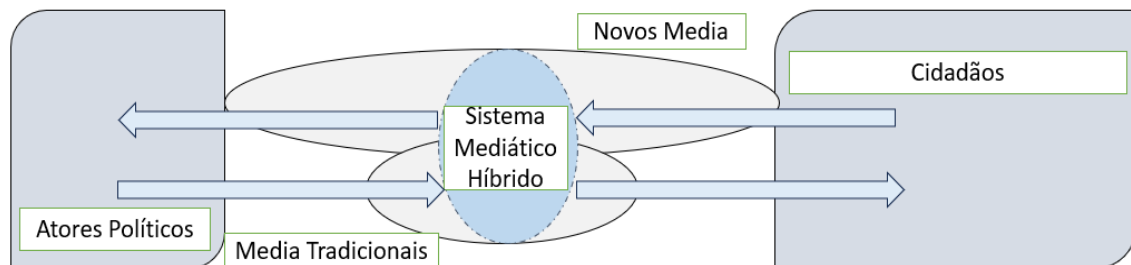 Novos Media
Cidadãos
Sistema
Mediático
Híbrido
Atores Políticos
Media Tradicionais